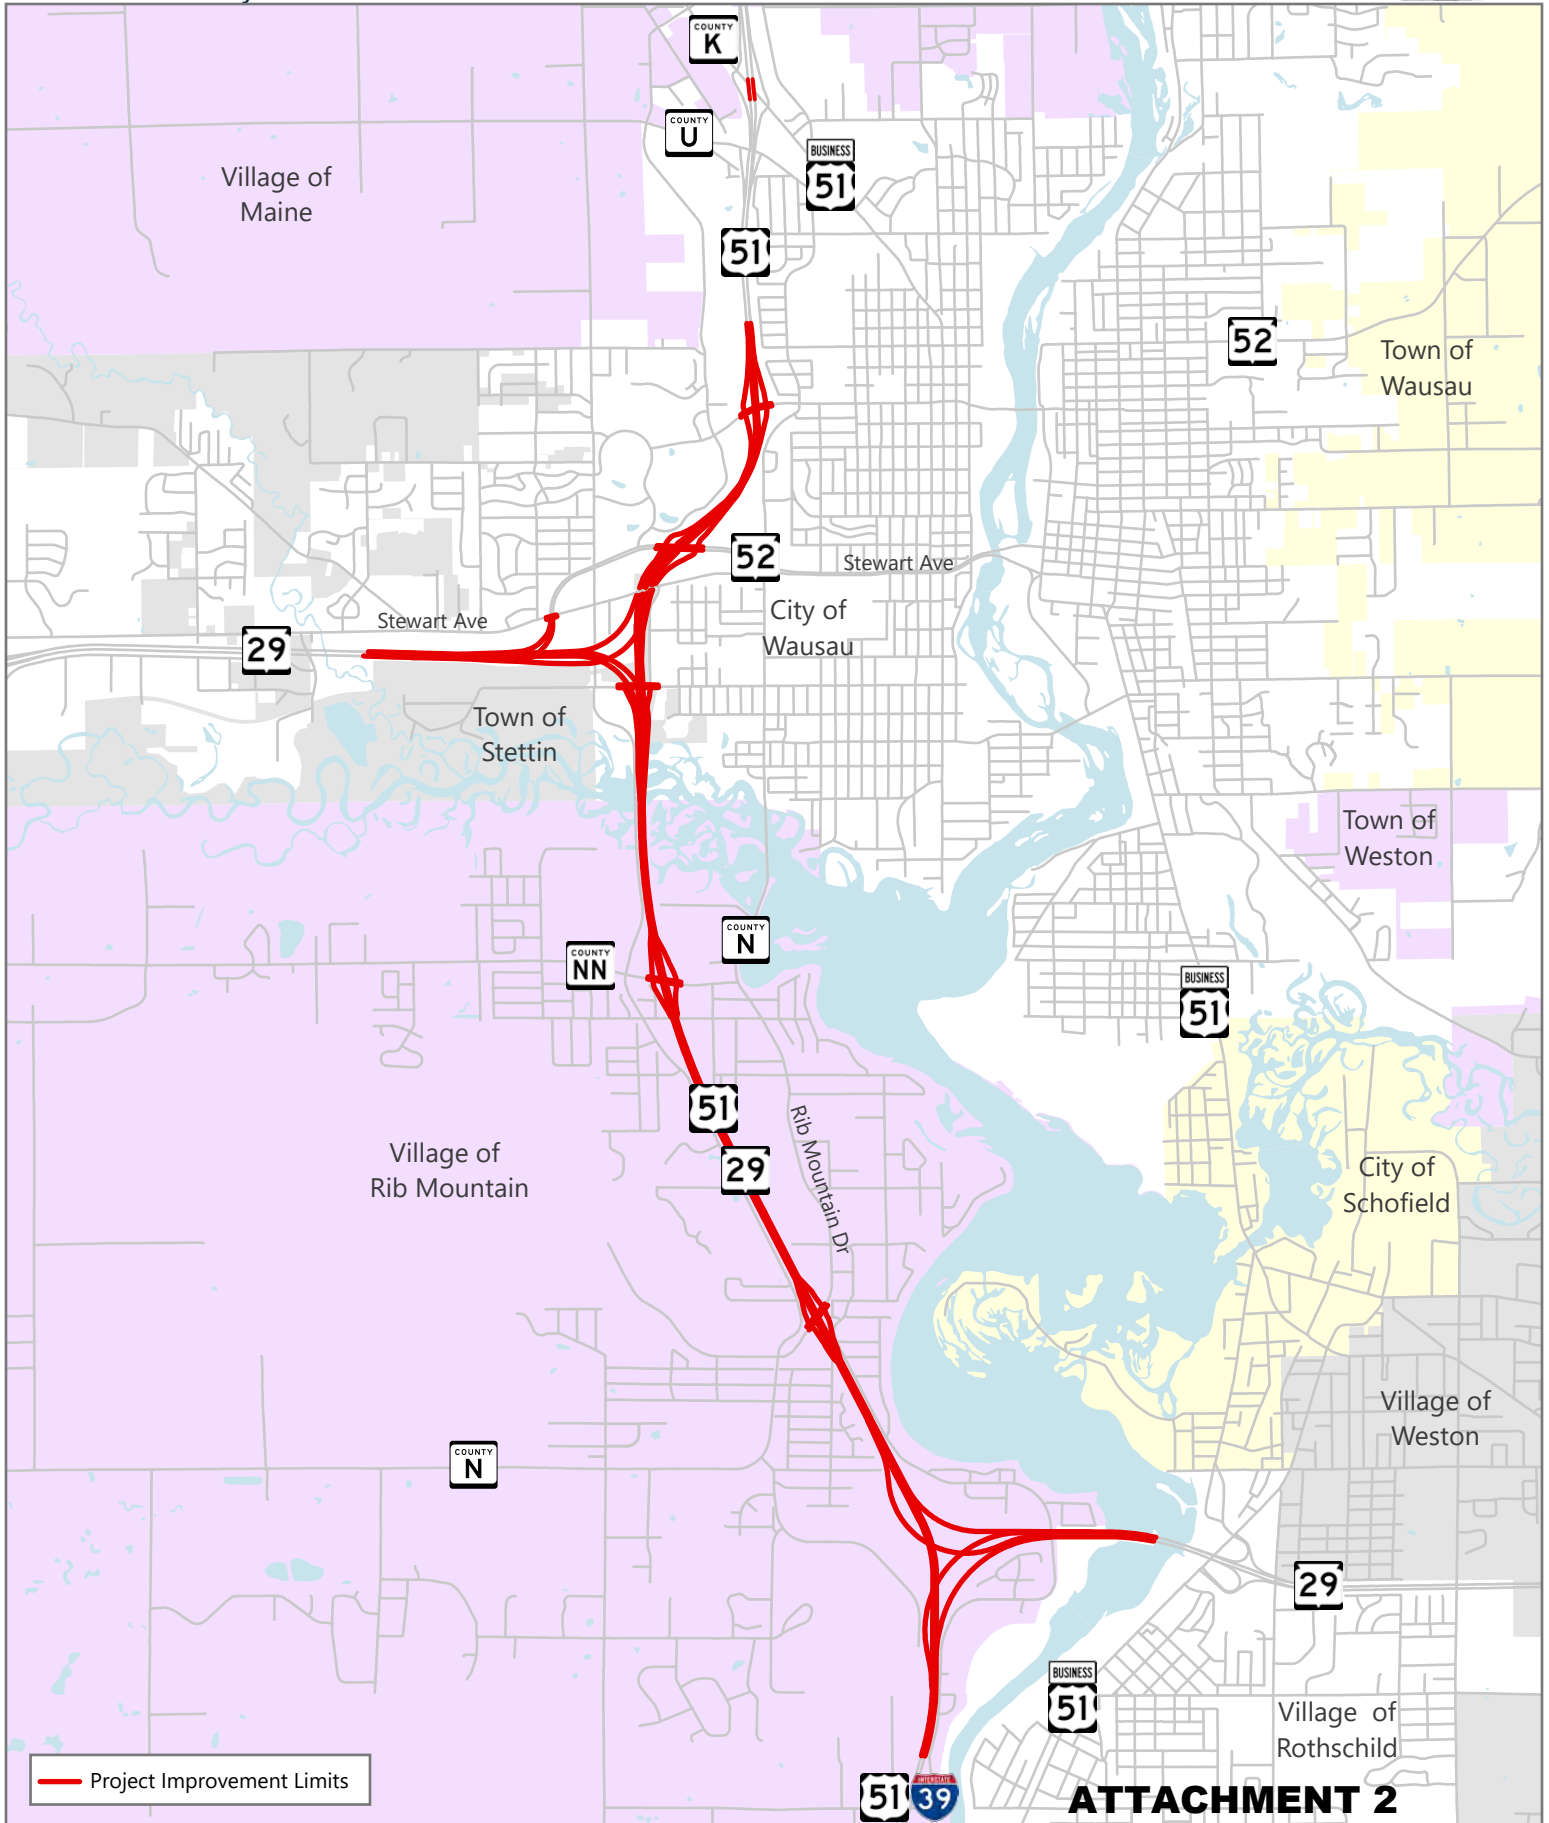 COUNTY
K
COUNTY
U
BUSINESS
51
Village of
Maine
51
52
Town of
Wausau
52
Stewart Ave
City of
Wausau
Stewart Ave
29
Town of
Stettin
Town of
Weston
COUNTY
N
COUNTY
NN
BUSINESS
51
51
Rib Mountain Dr
29
Village of
Rib Mountain
City of
Schofield
Village of
Weston
COUNTY
N
29
BUSINESS
51
Village of
Rothschild
Project Improvement Limits
51
INTERSTATE
39
ATTACHMENT 2